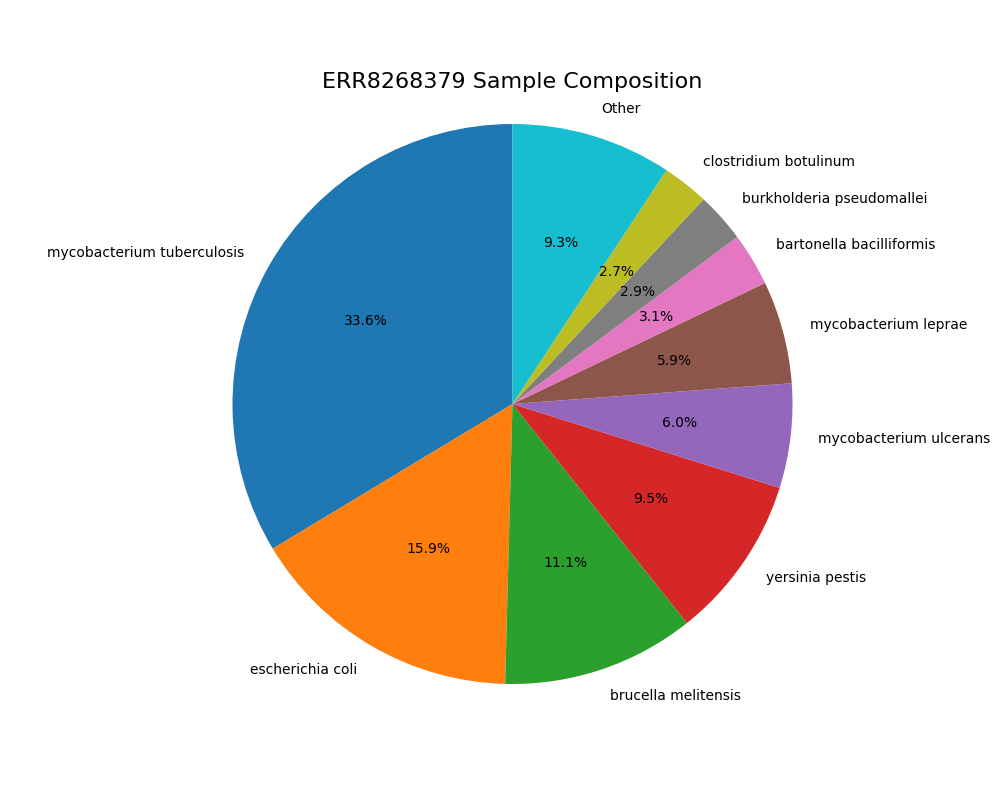 ERR8268379 Sample Composition
Other
clostridium botulinum
burkholderia pseudomallei
bartonella bacilliformis
mycobacterium tuberculosis
mycobacterium leprae
mycobacterium ulcerans
yersinia pestis
escherichia coli
brucella melitensis
9.3%
2.7%
2.9%
3.1%
33.6%
5.9%
6.0%
9.5%
15.9%
11.1%